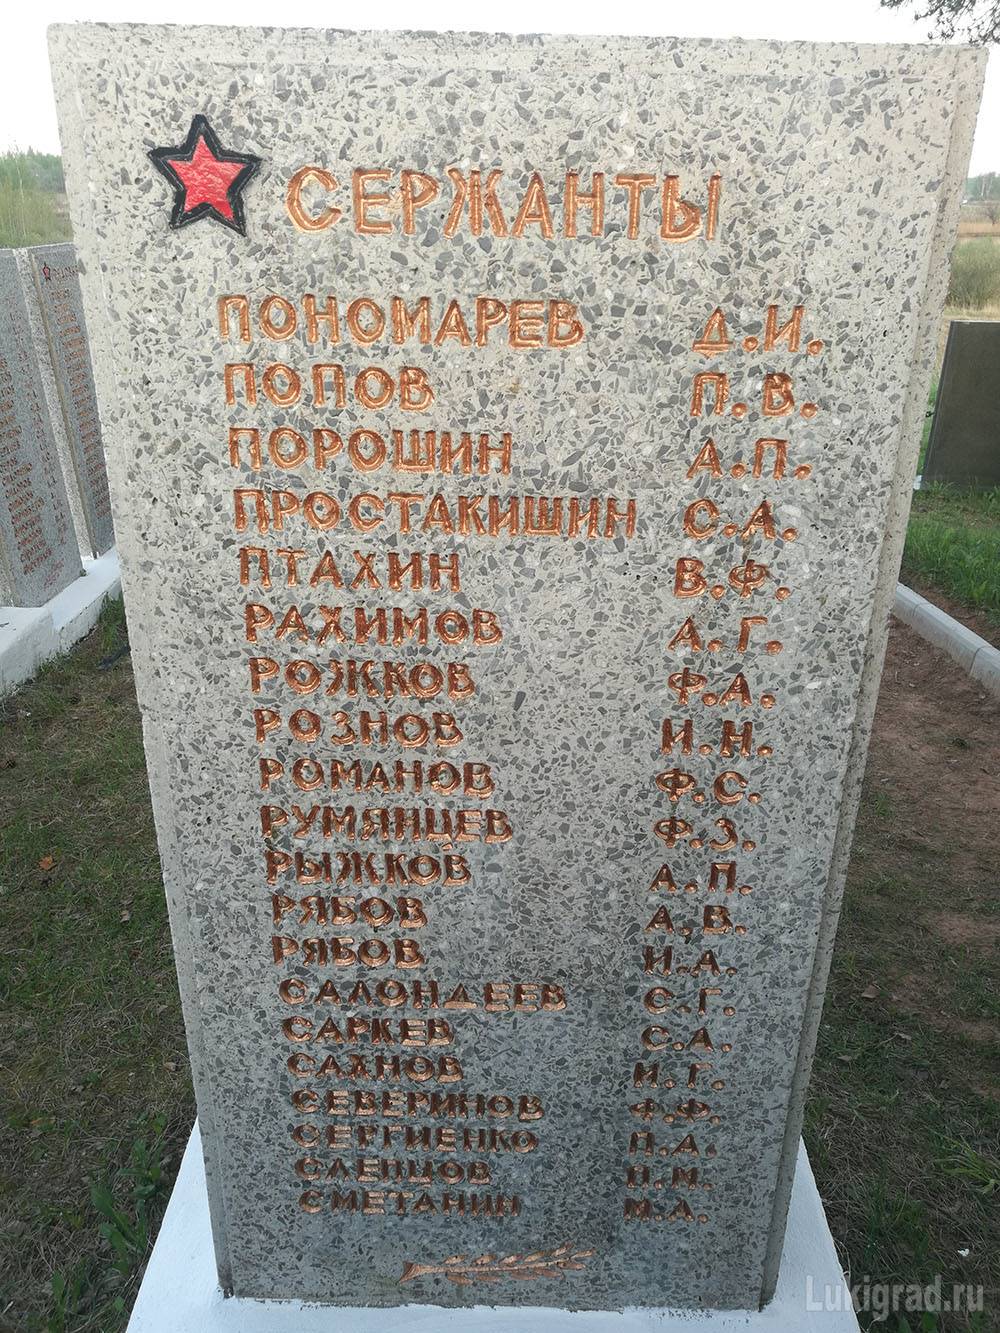 СЕРЖАНТЫ
ПОНОМАРЕВ Д.И.
ПОПОВ П.В.
ПОРОШИН А.П.
ПРОСТАКИШИН С.А.
ПТАХИН В.Ф.
РАХИМОВ А.Г.
РОЖКОВ Ф.А.
РОЗНОВ И.Н.
РОМАНОВ Ф.С.
РУМЯНЦЕВ Ф.З.
РЫЖКОВ А.П.
РЯБОВ А.В.
РЯБОВ И.А.
САЛОНДЕЕВ С.Г.
САРКЕВ С.А.
САХНОВ И.Г.
СЕВЕРИНОВ Ф.Ф.
СЕРГИЕНКО П.А.
СЛЕПЦОВ П.М.
СМЕТАНИН М.А.
Lukigrad.ru